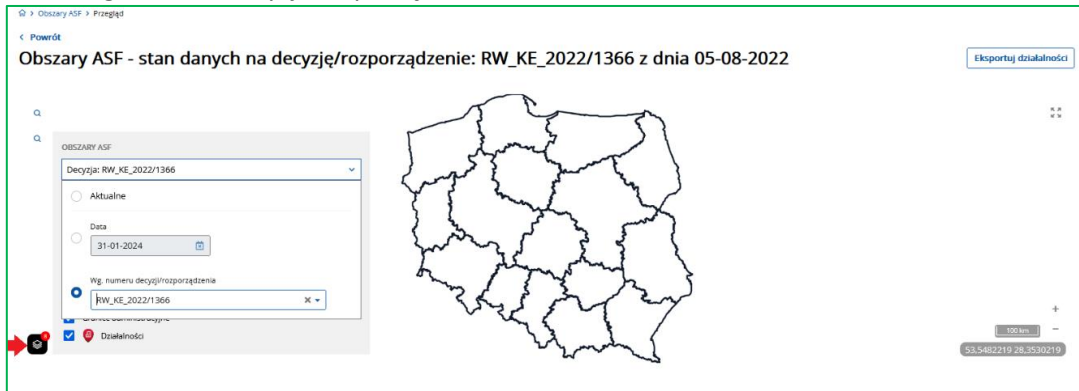 Obszary ASF > Przegląd
< Powrót
Obszary ASF - stan danych na decyzję/rozporządzenie: RW_KE_2022/1366 z dnia 05-08-2022
Eksportuj działalności
OBSZARY ASF
Decyzja: RW_KE_2022/1366
Aktualne
Data
31-01-2024
Wg. numeru decyzji/rozporządzenia
RW_KE_2022/1366
Działalności
+
100 km
−
53,5482219 28,3530219